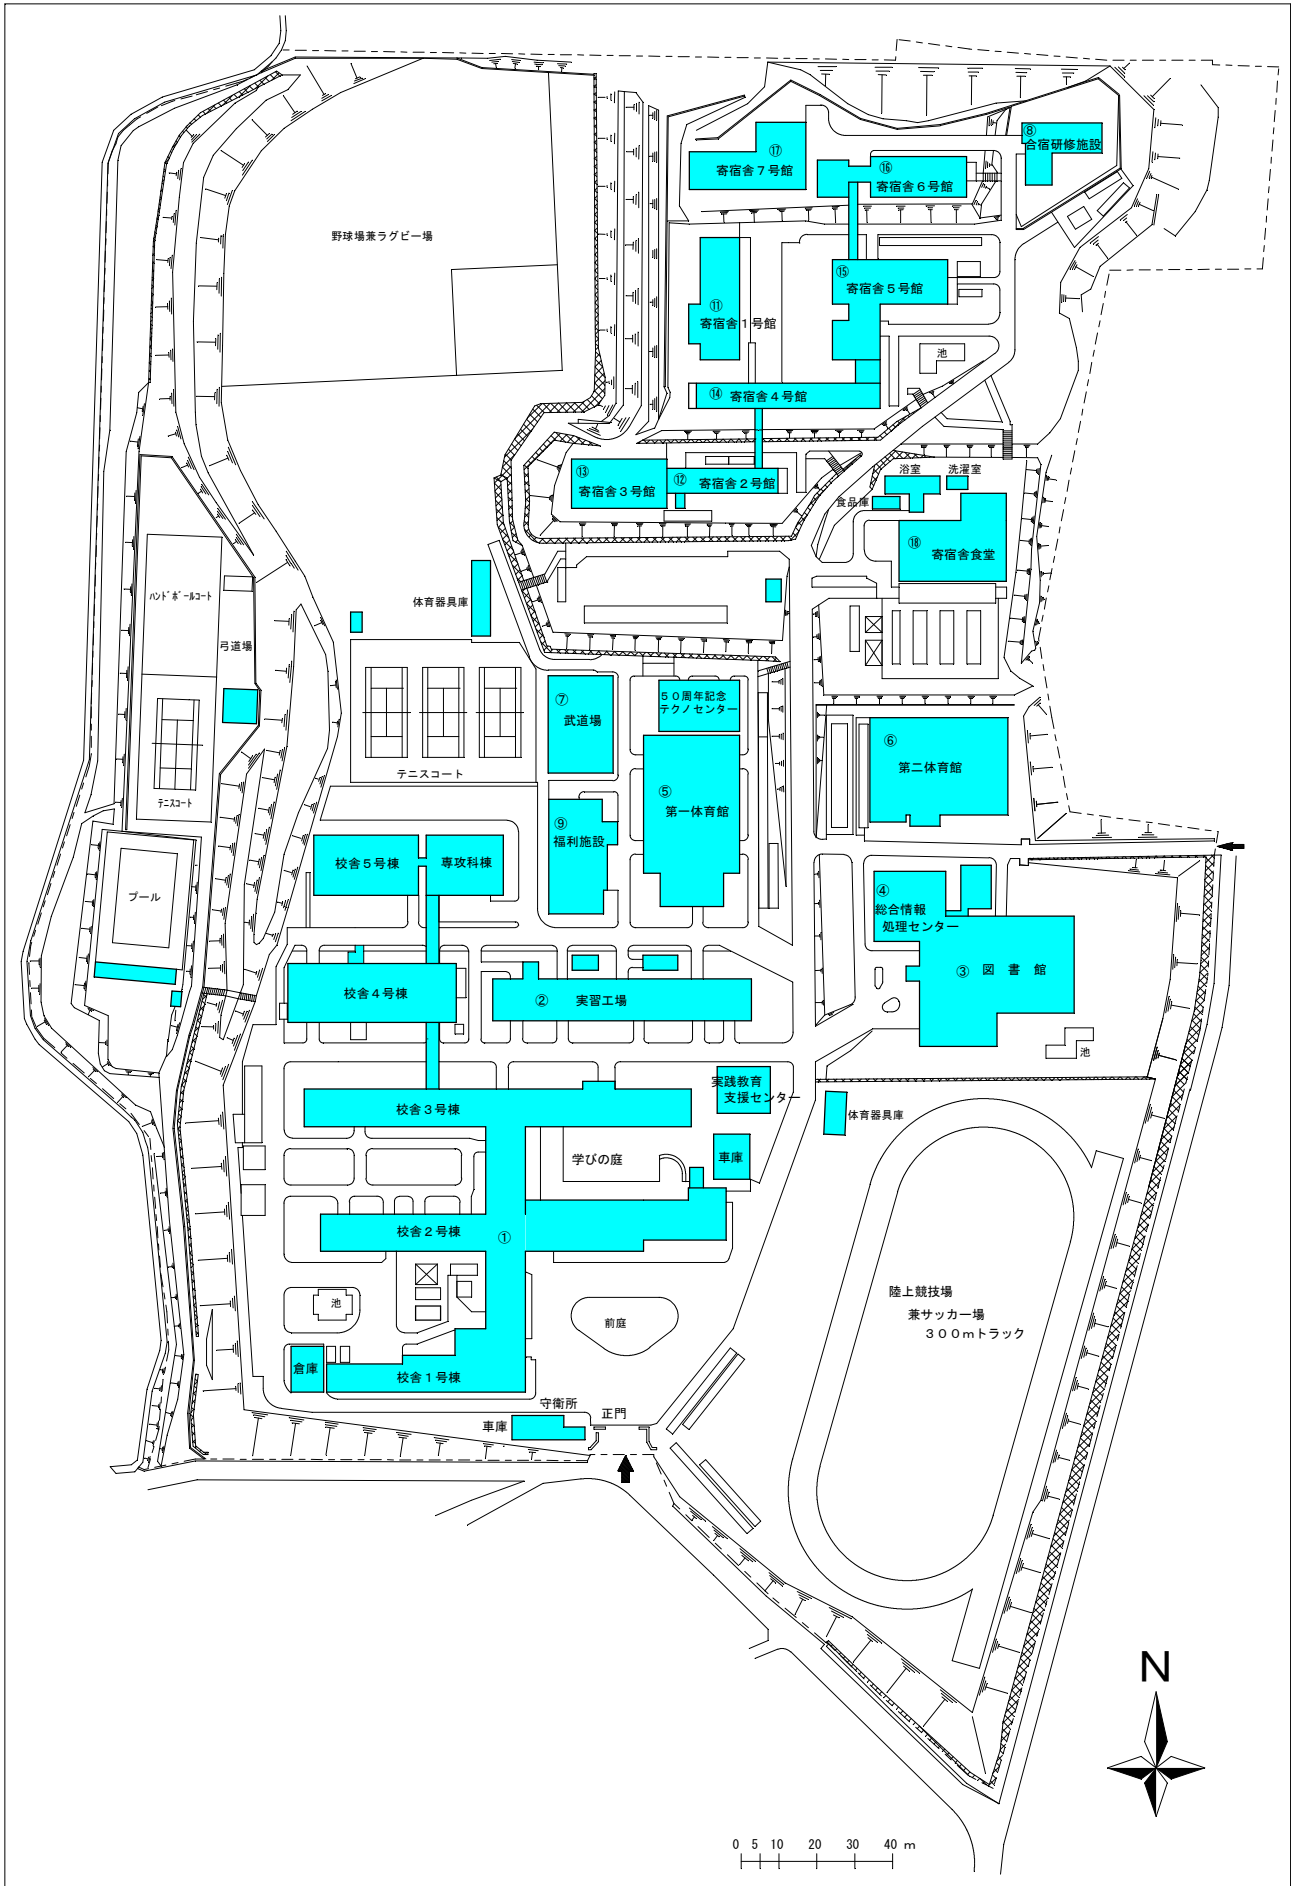 ⑧
合宿研修施設
⑰
寄宿舎７号館
⑯
寄宿舎６号館
野球場兼ラグビー場
⑮
寄宿舎５号館
⑪
寄宿舎１号館
池
⑭
寄宿舎４号館
⑬
寄宿舎３号館
⑫
寄宿舎２号館
浴室
洗濯室
食品庫
⑱
寄宿舎食堂
ﾊﾝﾄﾞﾎﾞｰﾙｺｰﾄ
体育器具庫
弓道場
⑦
武道場
５０周年記念
テクノセンター
⑥
第二体育館
テニスコート
ﾃﾆｽｺｰﾄ
⑤
第一体育館
⑨
福利施設
校舎５号棟
専攻科棟
プール
④
総合情報
処理センター
③
図書館
校舎４号棟
②
実習工場
池
実践教育
支援センター
校舎３号棟
体育器具庫
学びの庭
車庫
校舎２号棟
①
陸上競技場
兼サッカー場
３００ｍトラック
池
前庭
倉庫
校舎１号棟
守衛所
正門
車庫
N
0 5 10 20 30 40 m